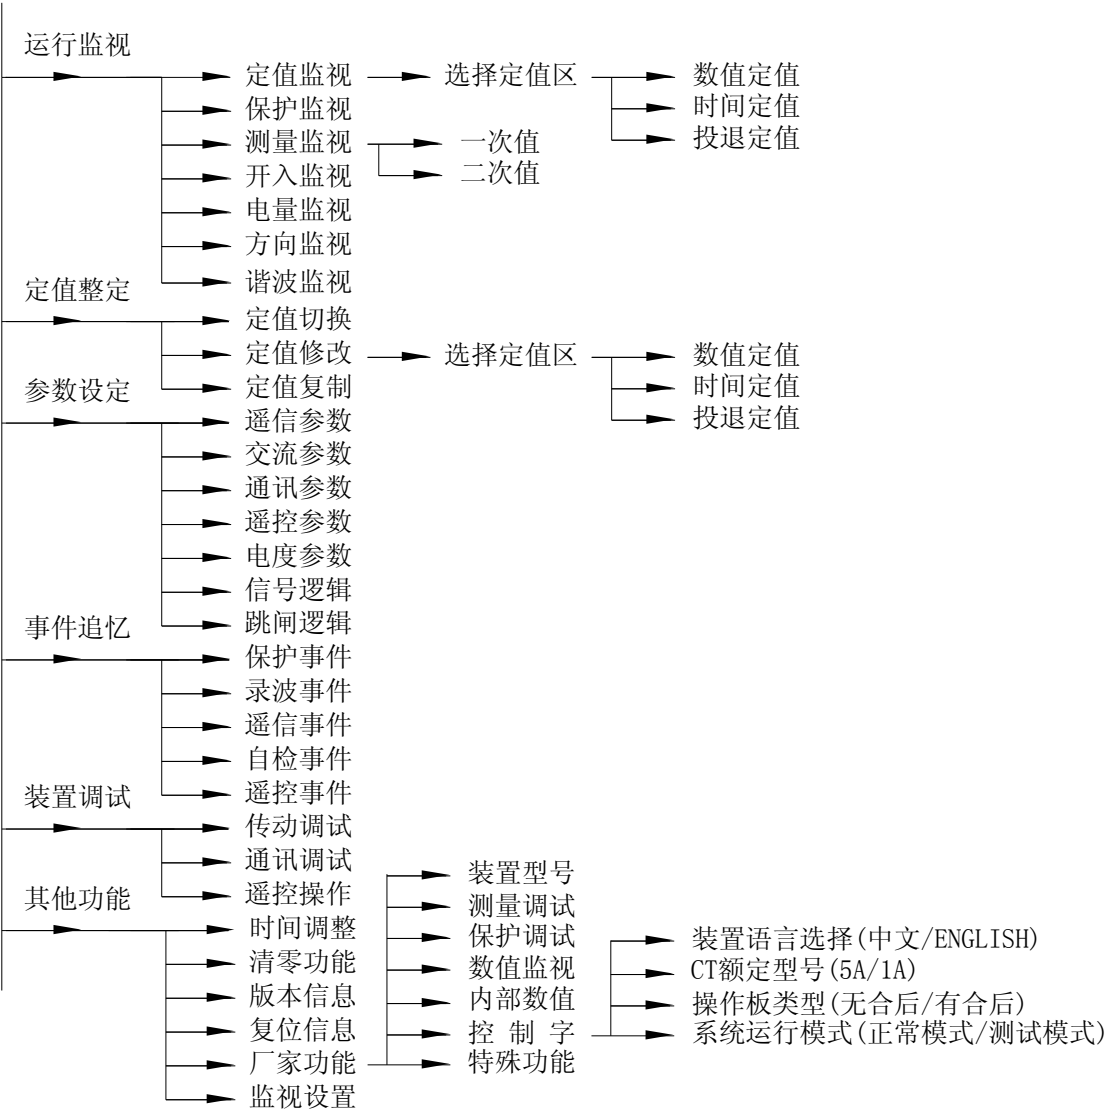 运行监视
定值监视 选择定值区 数值定值
保护监视 时间定值
测量监视 一次值 投退定值
开入监视 二次值
电量监视
方向监视
谐波监视
定值整定
定值切换
定值修改 选择定值区 数值定值
定值复制 时间定值
参数设定
遥信参数 投退定值
交流参数
通讯参数
遥控参数
电度参数
信号逻辑
跳闸逻辑
事件追忆
保护事件
录波事件
遥信事件
自检事件
遥控事件
装置调试
传动调试
通讯调试 装置型号
遥控操作 测量调试
其他功能
时间调整 保护调试 装置语言选择(中文/ENGLISH)
清零功能 数值监视 CT额定型号(5A/1A)
版本信息 内部数值 操作板类型(无合后/有合后)
复位信息 控 制 字 系统运行模式(正常模式/测试模式)
厂家功能 特殊功能
监视设置